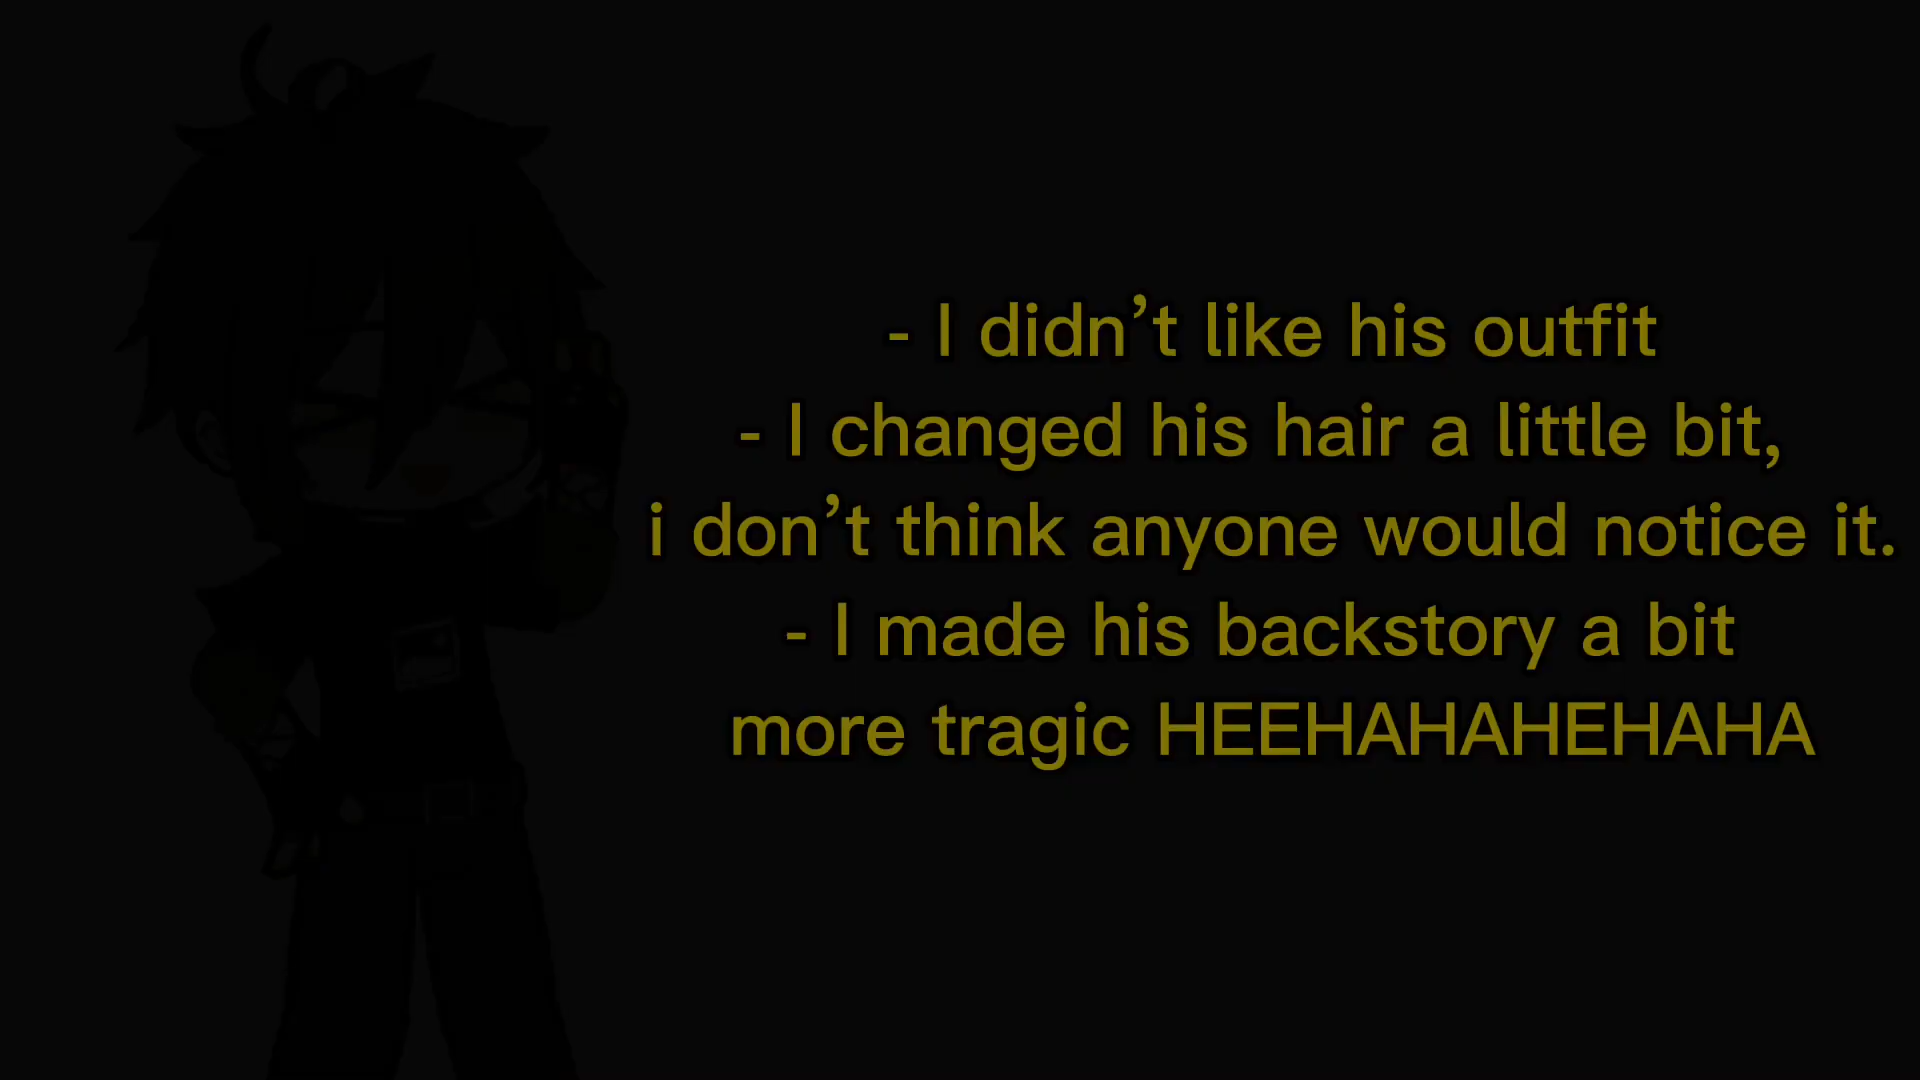 - I didn’t like his outfit
- I changed his hair a little bit,
i don’t think anyone would notice it.
- I made his backstory a bit
more tragic HEEHAHAHEHAHA